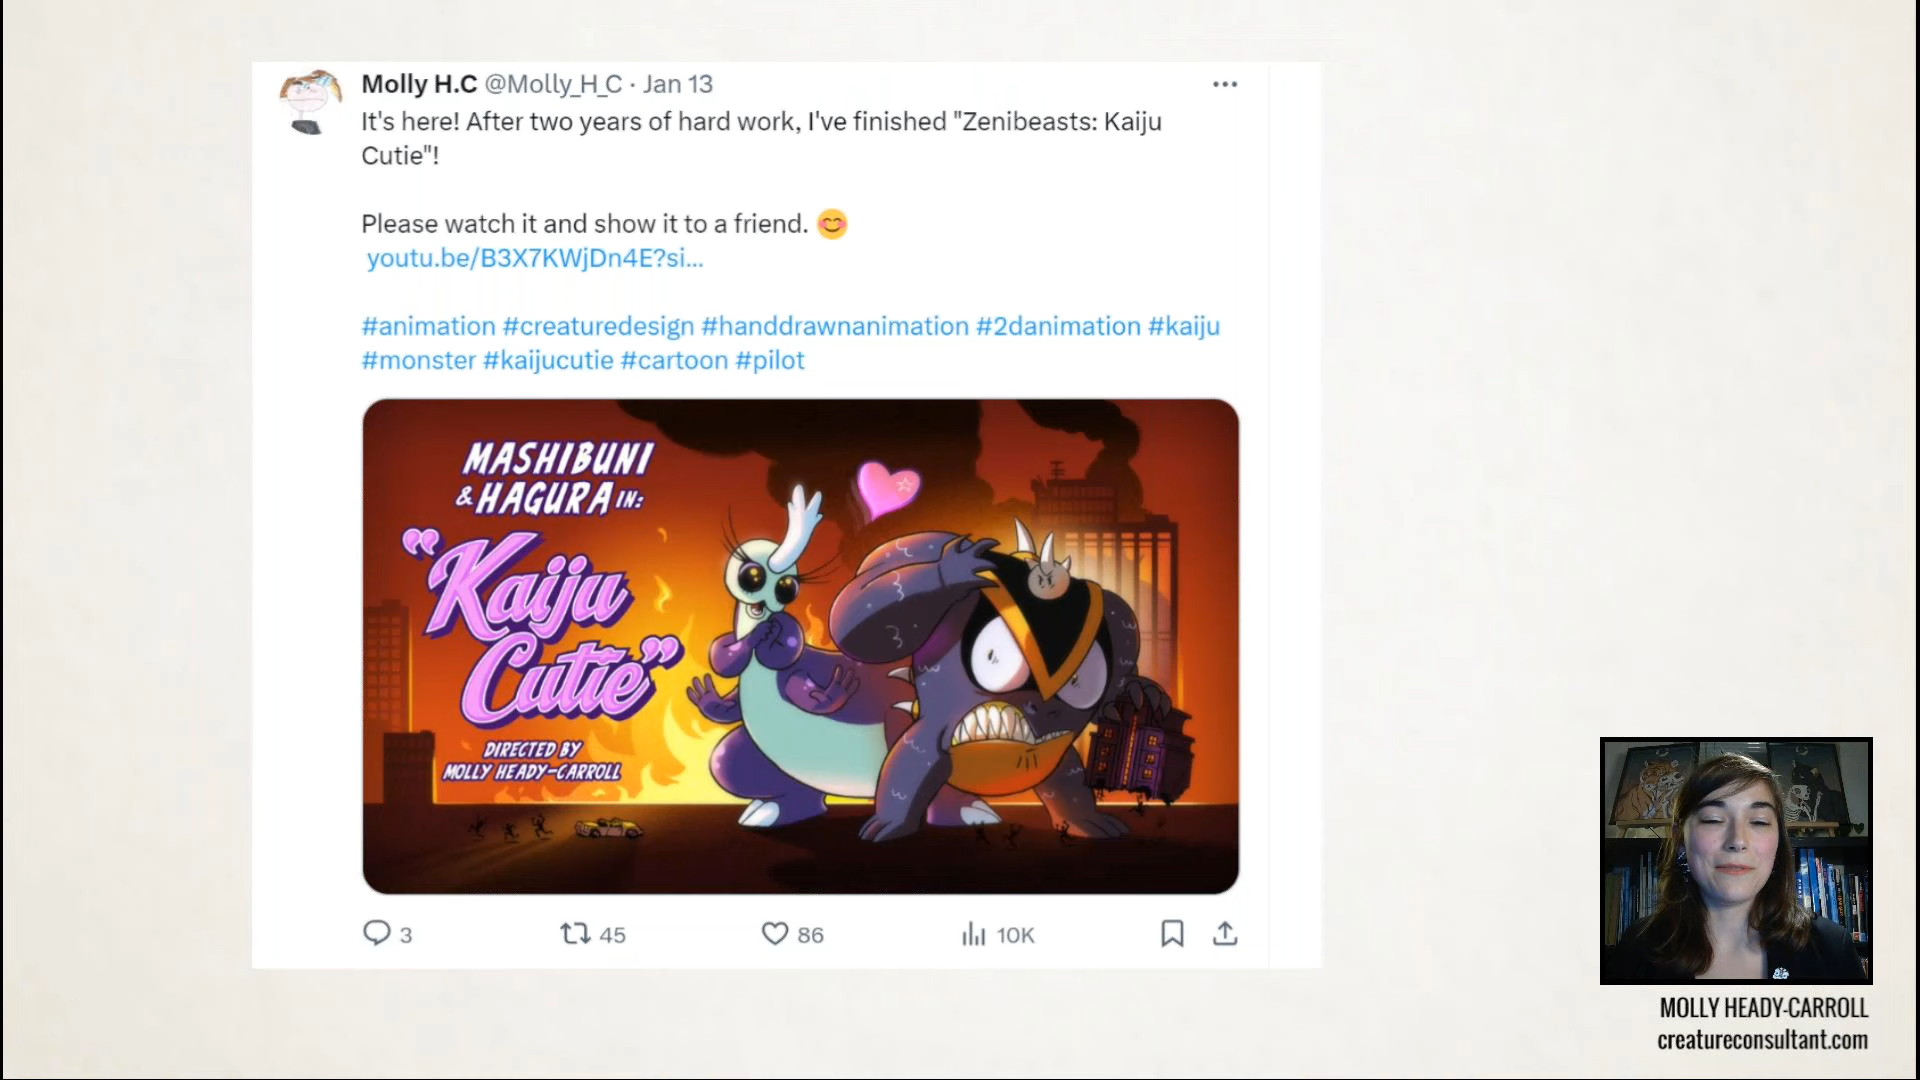 Molly H.C @Molly_H_C · Jan 13
It's here! After two years of hard work, I've finished "Zenibeasts: Kaiju
Cutie"!
Please watch it and show it to a friend. 😊
youtu.be/B3X7KWjDn4E?si...
#animation #creaturedesign #handdrawnanimation #2danimation #kaiju
#monster #kaijucutie #cartoon #pilot
MASHIBUNI
& HAGURA IN:
"Kaiju
Cutie"
DIRECTED BY
MOLLY HEADY-CARROLL
3 45 86 10K
MOLLY HEADY-CARROLL
creatureconsultant.com